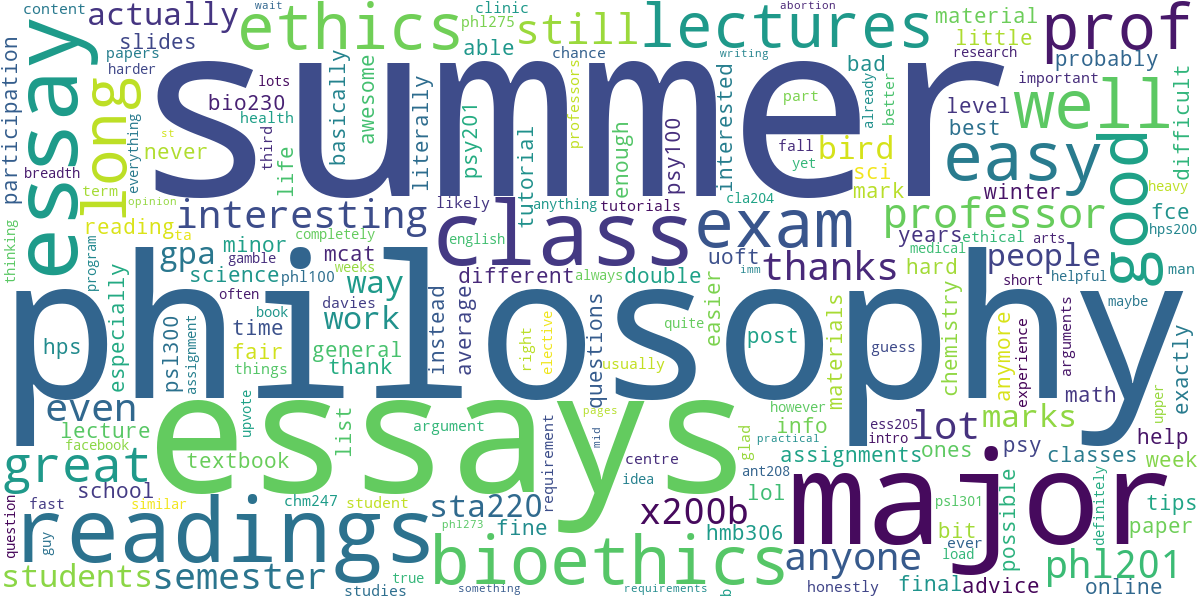 content
actually
wait
ethics
clinic
phl275
still
lectures
abortion
material
prof
slides
able
chance
writing
little
research
probably
papers
harder
participation
essay
summer
lots
bio230
health
basically
awesome
literally
psy201
tutorial
professors
enough
psy100
interested
part
already
better
level
best
well
important
bad
difficult
long
everything
st
never
third
life
fall
yet
bird
sci
mark
easy
good
breadth
term
opinion
reading
ta
interesting
likely
anything
tutorials
cla204
winter
fce
hps200
heavy
class
english
exam
professor
years
ethical
arts
medical
thinking
program
minor
gpa
completely
mcat
gamble
weeks
science
phl100
way
different
always
double
uoft
imm
thanks
hard
people
short
helpful
man
philosophy
especially
psl300
often
book
davies
time
work
instead
average
right
elective
questions
quite
easier
post
materials
guess
chemistry
anymore
experience
arguments
maybe
exactly
hps
assignment
fair
things
general
thank
usually
math
upper
even
essays
lecture
facebook
upvote
list
argument
pages
mid
practical
however
info
ess205
intro
lot
marks
psy
help
great
textbook
requirement
centre
idea
glad
ant208
assignments
ones
classes
week
school
question
fast
guy
chm247
similar
student
sta220
phl273
fine
x200b
lol
hmb306
major
psl301
bit
possible
definitely
tips
paper
readings
bioethics
anyone
ever
load
phl201
students
semester
studies
true
something
requirements
b
honestly
final
advice
online